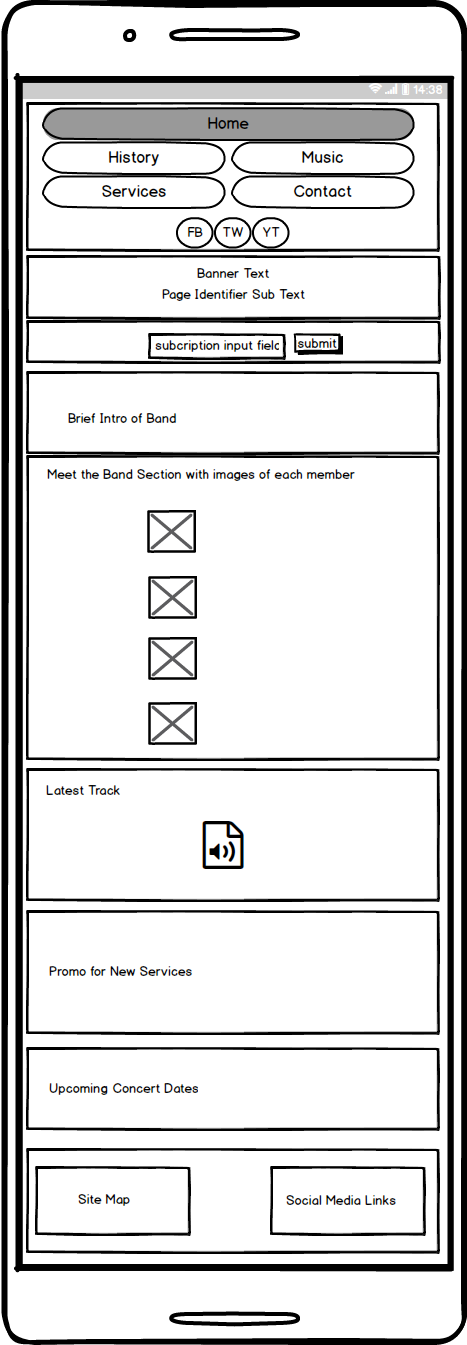 14:38
Home
History Music
Services Contact
FB TW YT
Banner Text
Page Identifier Sub Text
subcription input field submit
Brief Intro of Band
Meet the Band Section with images of each member
Latest Track
Promo for New Services
Upcoming Concert Dates
Site Map Social Media Links